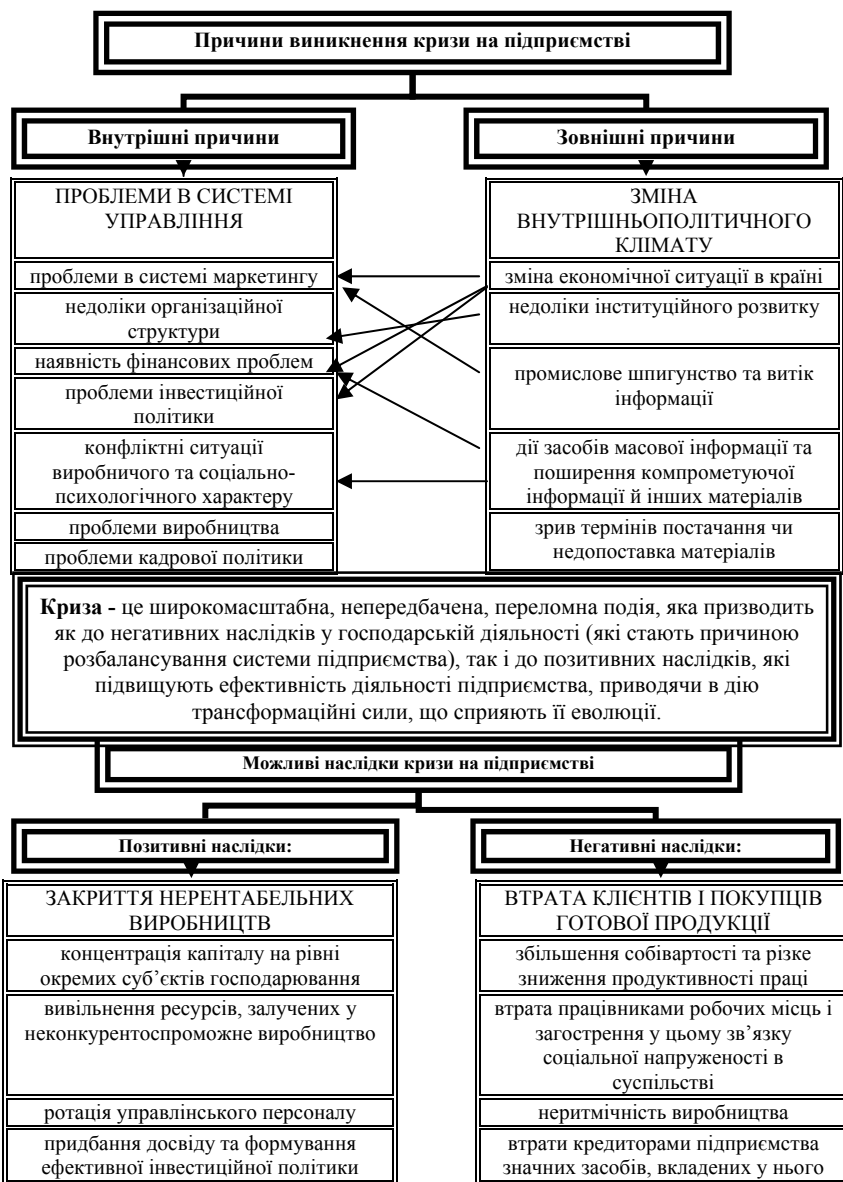 Причини виникнення кризи на підприємстві
Внутрішні причини
Зовнішні причини
ПРОБЛЕМИ В СИСТЕМІ
УПРАВЛІННЯ
проблеми в системі маркетингу
недоліки організаційної
структури
наявність фінансових проблем
проблеми інвестиційної
політики
конфліктні ситуації
виробничого та соціально-
психологічного характеру
проблеми виробництва
проблеми кадрової політики
ЗМІНА
ВНУТРІШНЬОПОЛІТИЧНОГО
КЛІМАТУ
зміна економічної ситуації в країні
недоліки інституційного розвитку
промислове шпигунство та витік
інформації
дії засобів масової інформації та
поширення компрометуючої
інформації й інших матеріалів
зрив термінів постачання чи
недопоставка матеріалів
Криза - це широкомасштабна, непередбачена, переломна подія, яка призводить
як до негативних наслідків у господарській діяльності (які стають причиною
розбалансування системи підприємства), так і до позитивних наслідків, які
підвищують ефективність діяльності підприємства, приводячи в дію
трансформаційні сили, що сприяють її еволюції.
Можливі наслідки кризи на підприємстві
Позитивні наслідки:
Негативні наслідки:
ЗАКРИТТЯ НЕРЕНТАБЕЛЬНИХ
ВИРОБНИЦТВ
концентрація капіталу на рівні
окремих суб’єктів господарювання
вивільнення ресурсів, залучених у
неконкурентоспроможне виробництво
ротація управлінського персоналу
придбання досвіду та формування
ефективної інвестиційної політики
ВТРАТА КЛІЄНТІВ І ПОКУПЦІВ
ГОТОВОЇ ПРОДУКЦІЇ
збільшення собівартості та різке
зниження продуктивності праці
втрата працівниками робочих місць і
загострення у цьому зв’язку
соціальної напруженості в
суспільстві
неритмічність виробництва
втрати кредиторами підприємства
значних засобів, вкладених у нього